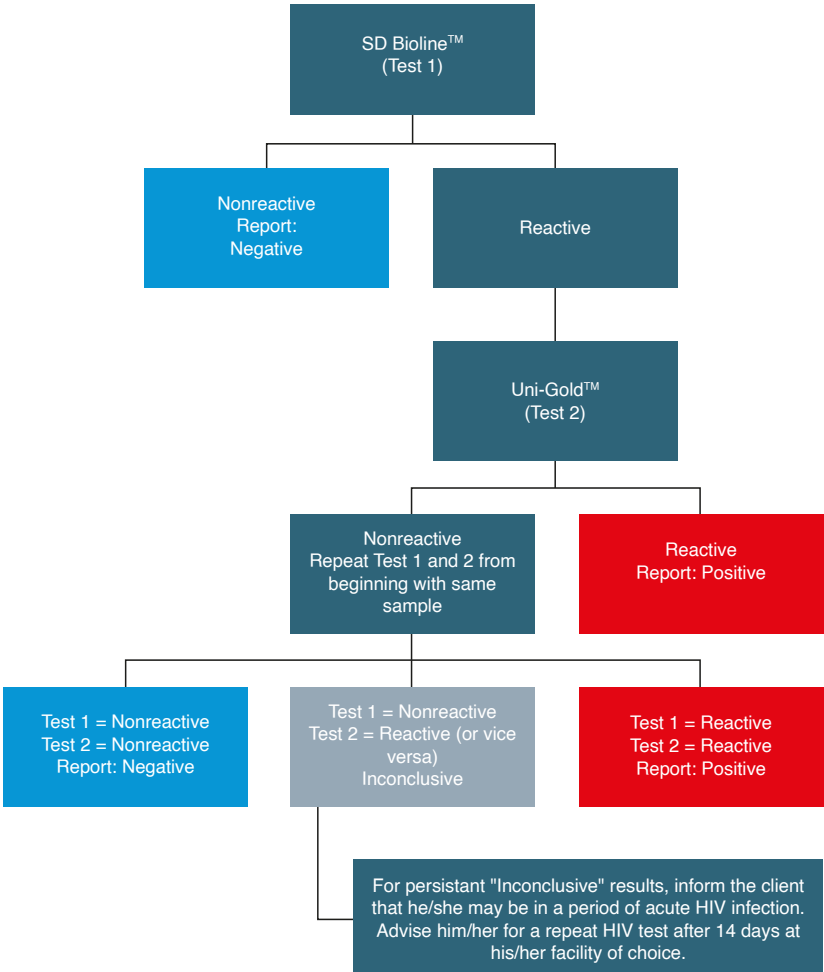 SD Bioline™
(Test 1)
Nonreactive
Report:
Negative
Reactive
Uni-Gold™
(Test 2)
Nonreactive
Repeat Test 1 and 2 from
beginning with same
sample
Reactive
Report: Positive
Test 1 = Nonreactive
Test 2 = Nonreactive
Report: Negative
Test 1 = Nonreactive
Test 2 = Reactive (or vice
versa)
Inconclusive
Test 1 = Reactive
Test 2 = Reactive
Report: Positive
For persistant "Inconclusive" results, inform the client
that he/she may be in a period of acute HIV infection.
Advise him/her for a repeat HIV test after 14 days at
his/her facility of choice.